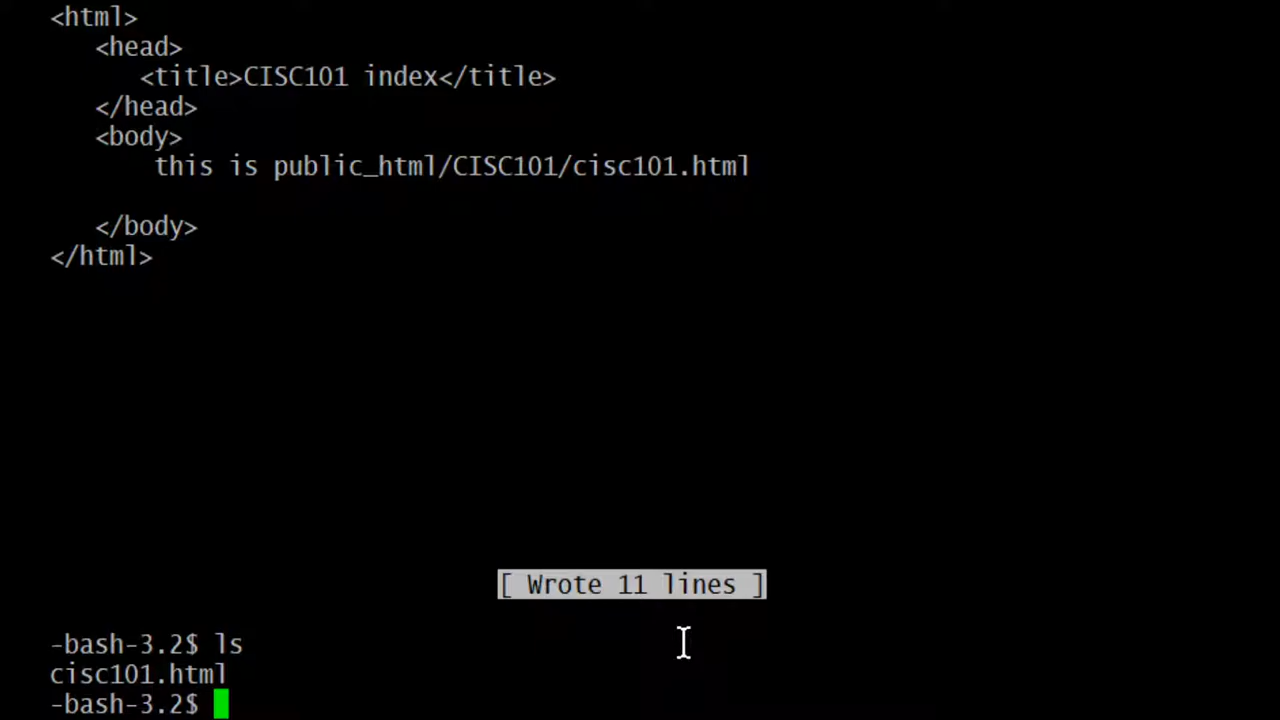 <html>
<head>
<title>CISC101 index</title>
</head>
<body>
this is public_html/CISC101/cisc101.html
</body>
</html>
[ Wrote 11 lines ]
-bash-3.2$ ls
cisc101.html
-bash-3.2$